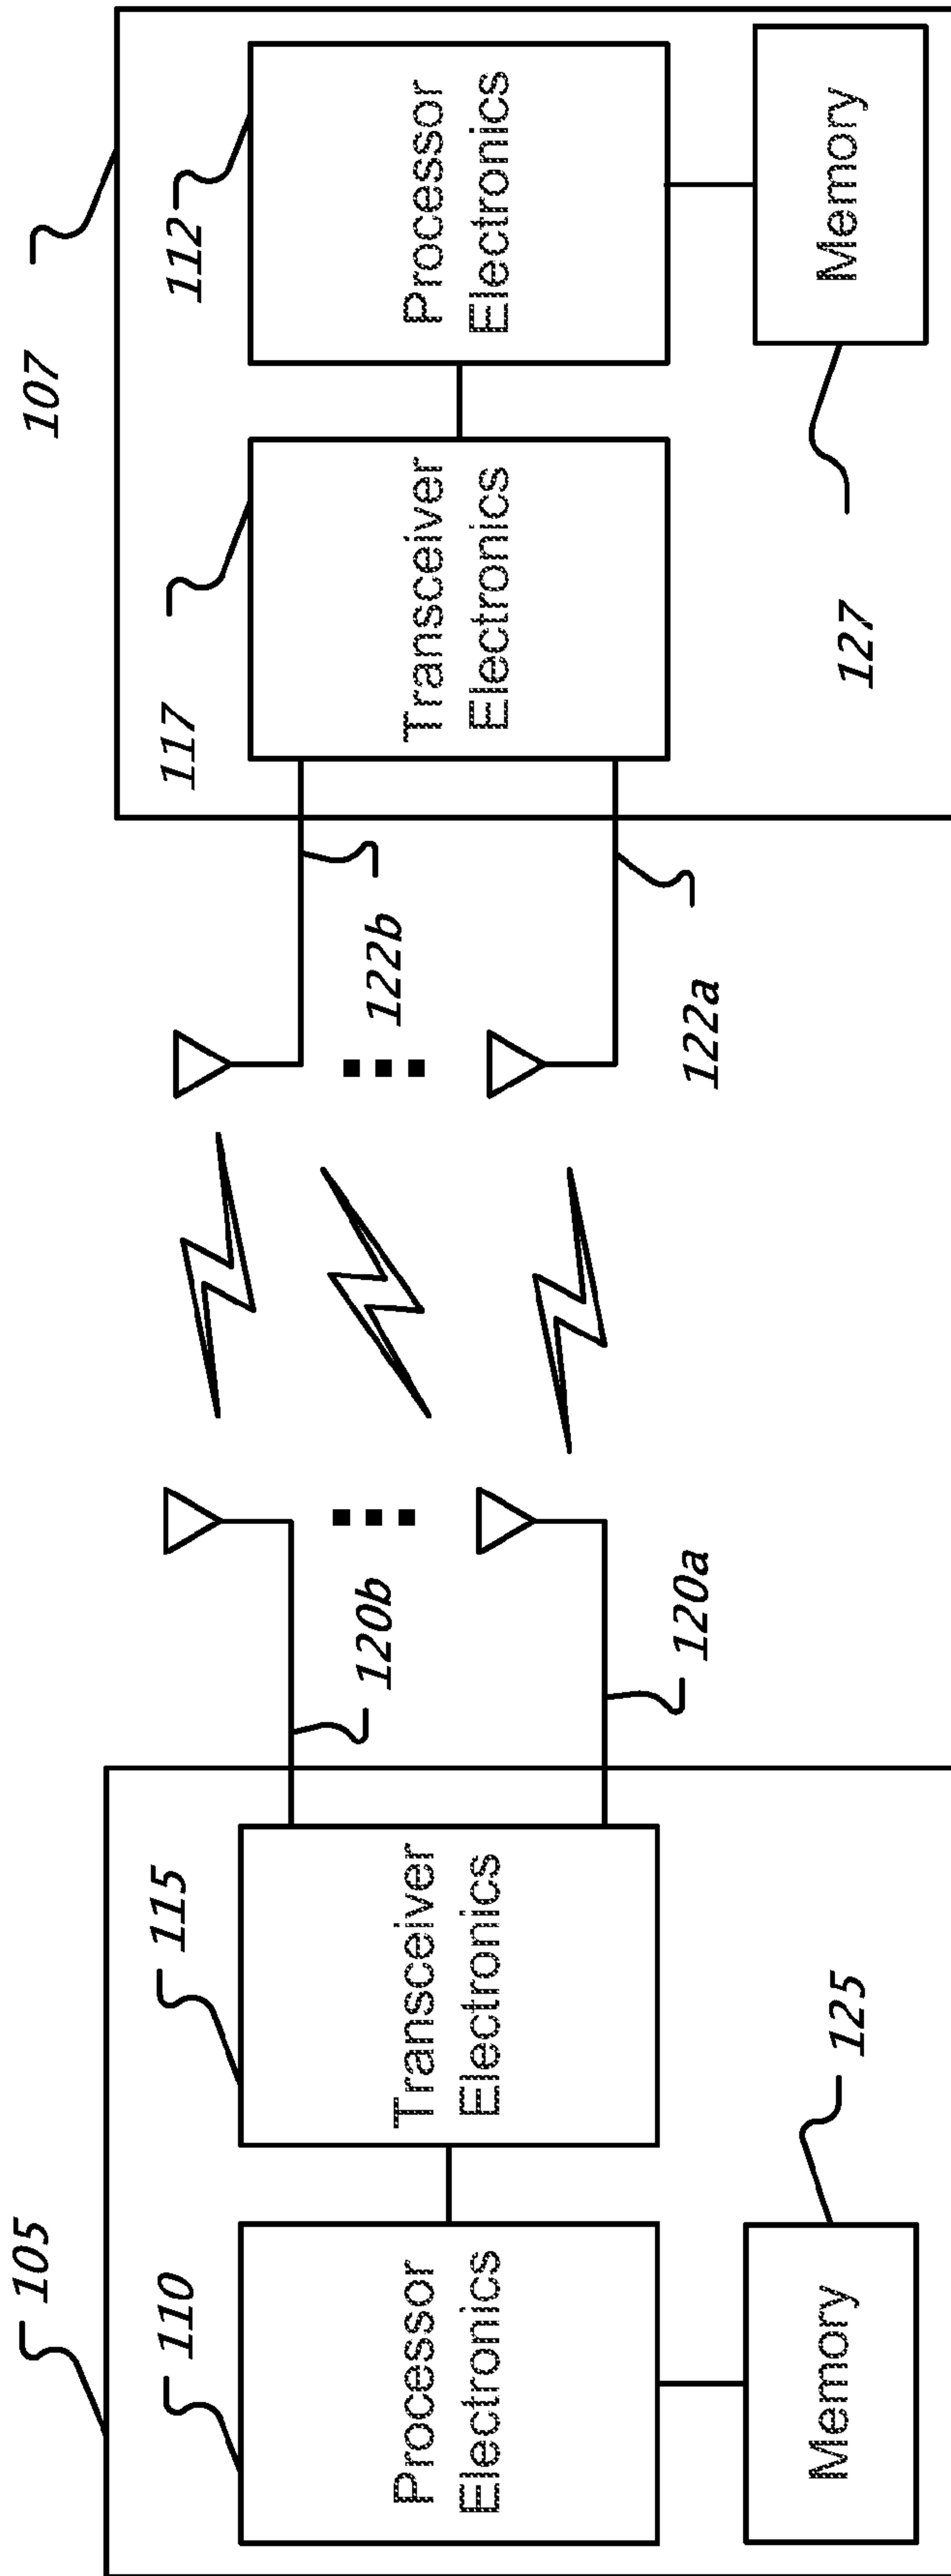 105
110
Processor
Electronics
115
Transceiver
Electronics
Memory
125
120b
120a
122b
122a
107
117
Transceiver
Electronics
112
Processor
Electronics
127
Memory